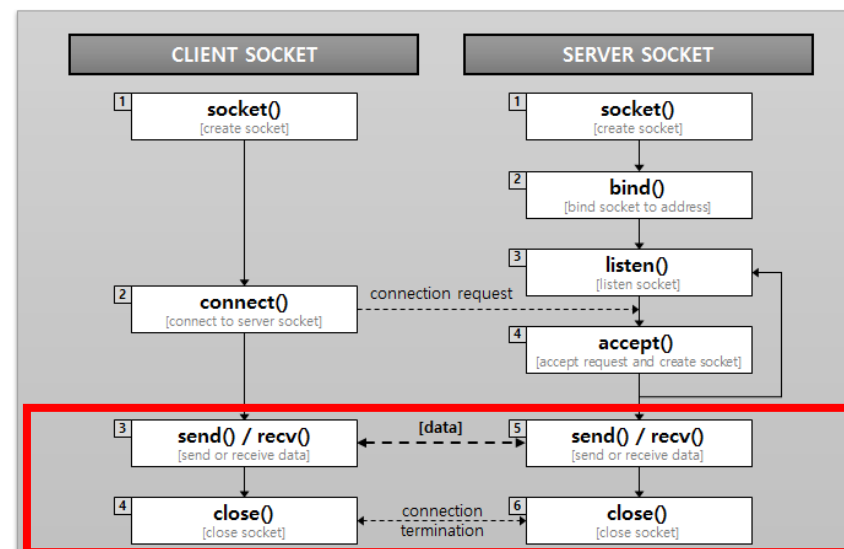 CLIENT SOCKET
SERVER SOCKET
1
socket()
[create socket]
1
socket()
[create socket]
2
bind()
[bind socket to address]
3
listen()
[listen socket]
2
connect()
[connect to server socket]
connection request
4
accept()
[accept request and create socket]
3
send() / recv()
[send or receive data]
[data]
5
send() / recv()
[send or receive data]
4
close()
[close socket]
connection
termination
6
close()
[close socket]